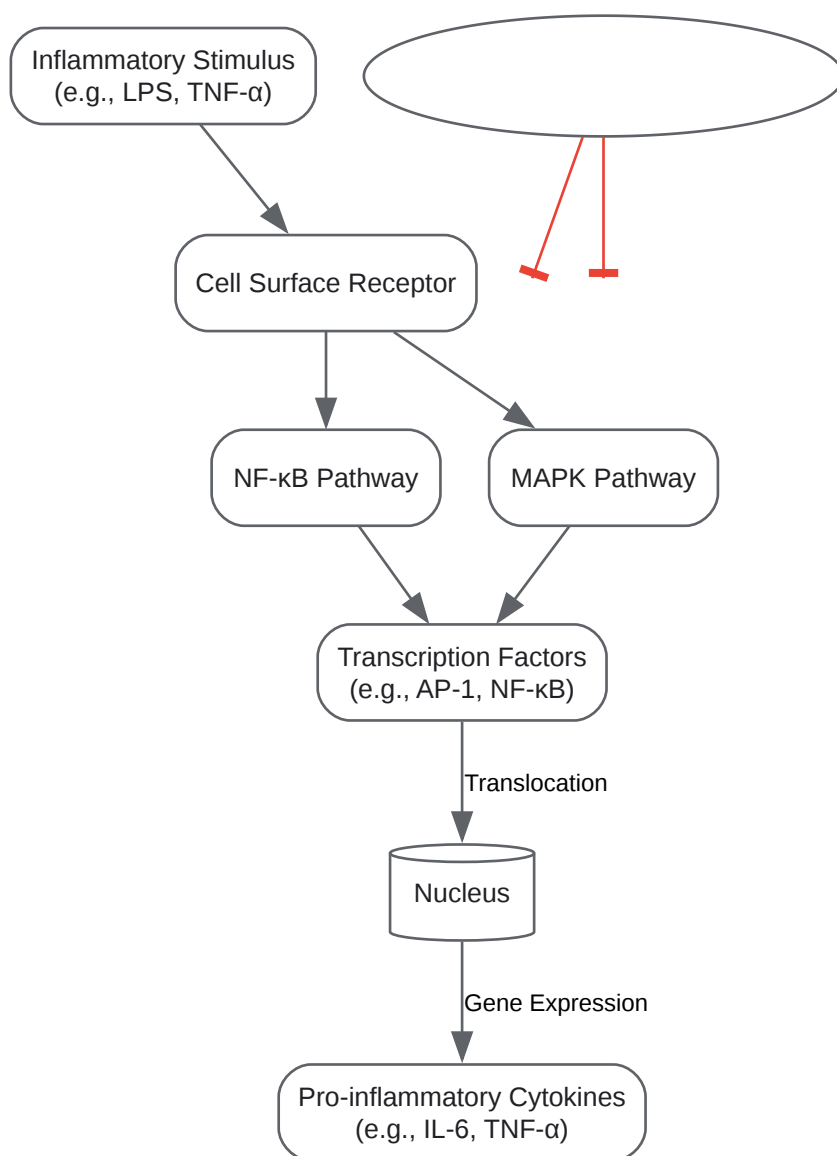 Inflammatory Stimulus
(e.g., LPS, TNF-α)
Cell Surface Receptor
NF-κB Pathway
MAPK Pathway
Transcription Factors
(e.g., AP-1, NF-κB)
Translocation
Nucleus
Gene Expression
Pro-inflammatory Cytokines
(e.g., IL-6, TNF-α)